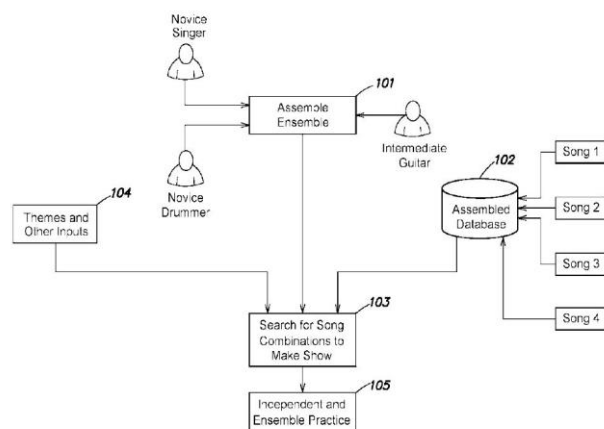 Novice
Singer
101
Assemble
Ensemble
Intermediate
Guitar
Novice
Drummer
102
Assembled
Database
Song 1
Song 2
Song 3
Song 4
104
Themes and
Other Inputs
103
Search for Song
Combinations to
Make Show
105
Incependent and
Ensemble Practice